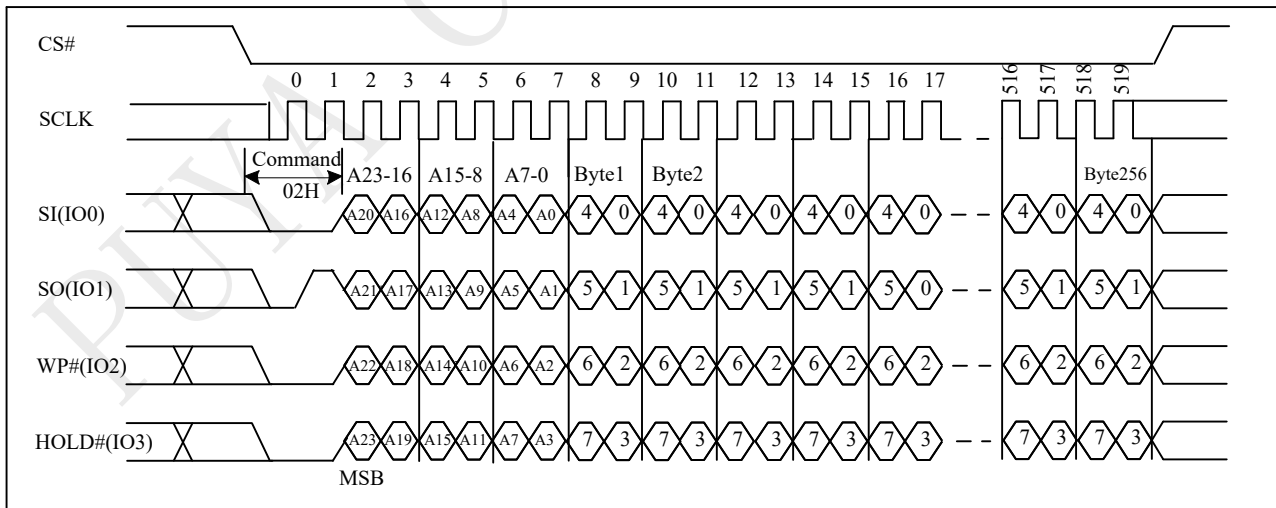 PUYA
CS#
0 1 2 3 4 5 6 7 8 9 10 11 12 13 14 15 16 17 516 517 518 519
SCLK
Command
02H
A23-16 A15-8 A7-0 Byte1 Byte2 Byte256
SI(IO0) A20 A16 A12 A8 A4 A0 4 0 4 0 4 0 4 0 4 0 4 0 4 0
SO(IO1) A21 A17 A13 A9 A5 A1 5 1 5 1 5 1 5 1 5 0 5 1 5 1
WP#(IO2) A22 A18 A14 A10 A6 A2 6 2 6 2 6 2 6 2 6 2 6 2 6 2
HOLD#(IO3) A23 A19 A15 A11 A7 A3 7 3 7 3 7 3 7 3 7 3 7 3 7 3
MSB